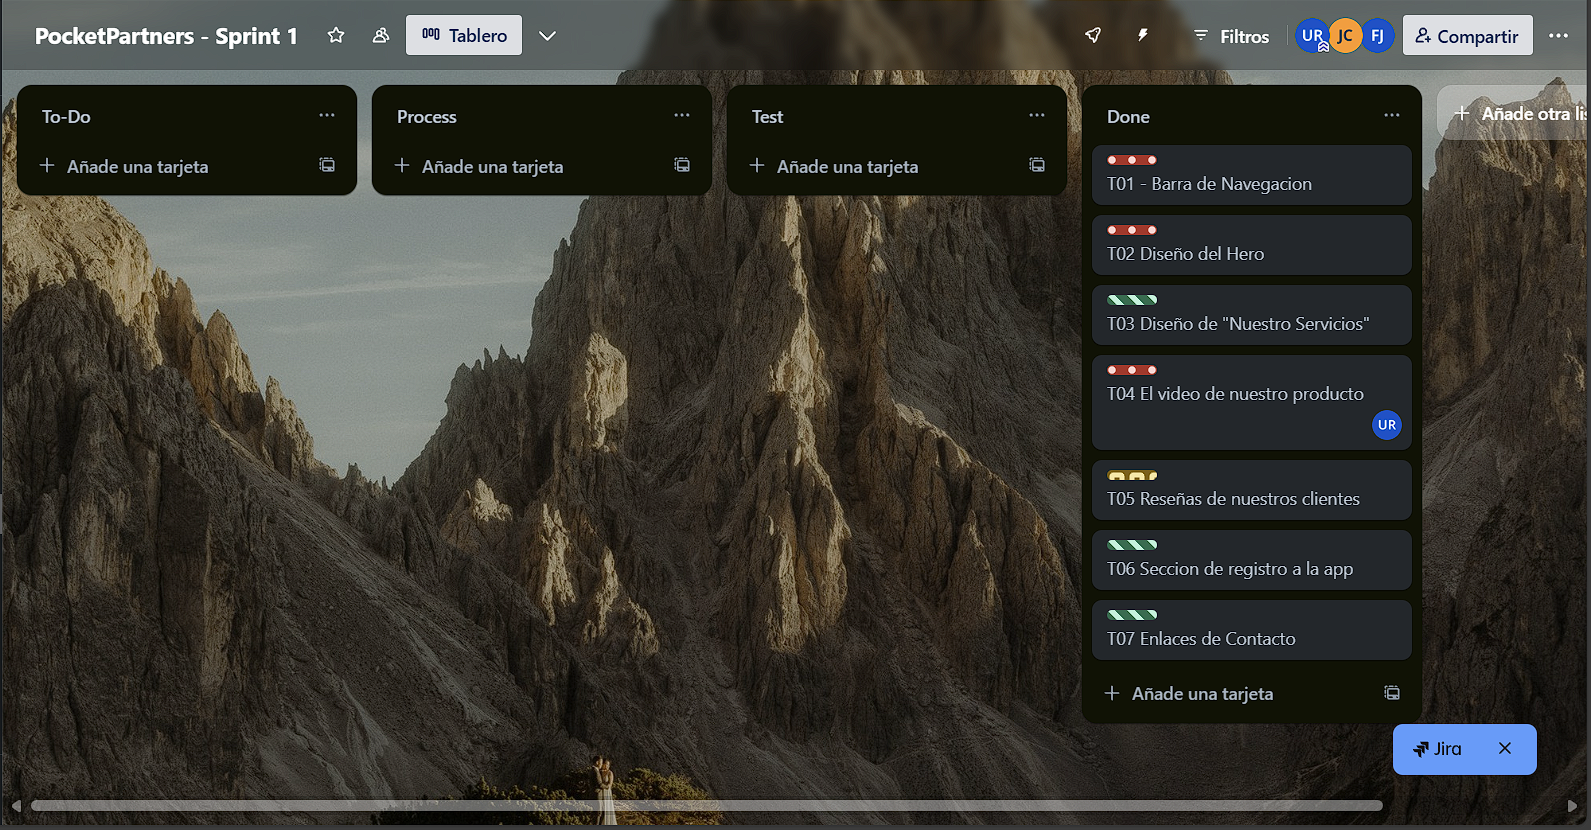 PocketPartners - Sprint 1
Tablero
Filtros
UR
JC
FJ
Compartir
To-Do
Añade una tarjeta
Process
Añade una tarjeta
Test
Añade una tarjeta
Done
T01 - Barra de Navegacion
T02 Diseño del Hero
T03 Diseño de "Nuestro Servicios"
T04 El video de nuestro producto
UR
T05 Reseñas de nuestros clientes
T06 Seccion de registro a la app
T07 Enlaces de Contacto
Añade una tarjeta
Añade otra lis
Jira